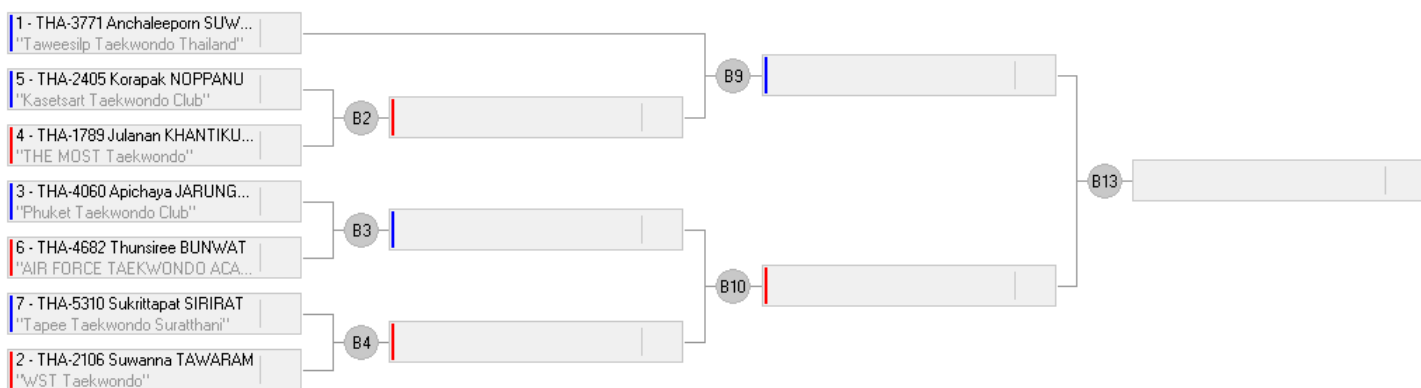 1 - THA-3771 Anchaleeporn SUW...
"Taweesilp Taekwondo Thailand"
5 - THA-2405 Korapak NOPPANU
"Kasetsart Taekwondo Club"
4 - THA-1789 Julanan KHANTIKU...
"THE MOST Taekwondo"
3 - THA-4060 Apichaya JARUNG...
"Phuket Taekwondo Club"
6 - THA-4682 Thunsiree BUNWAT
"AIR FORCE TAEKWONDO ACA...
7 - THA-5310 Sukrittapat SIRIRAT
"Tapee Taekwondo Suratthani"
2 - THA-2106 Suwanna TAWARAM
"WST Taekwondo"
B2
B3
B4
B9
B10
B13